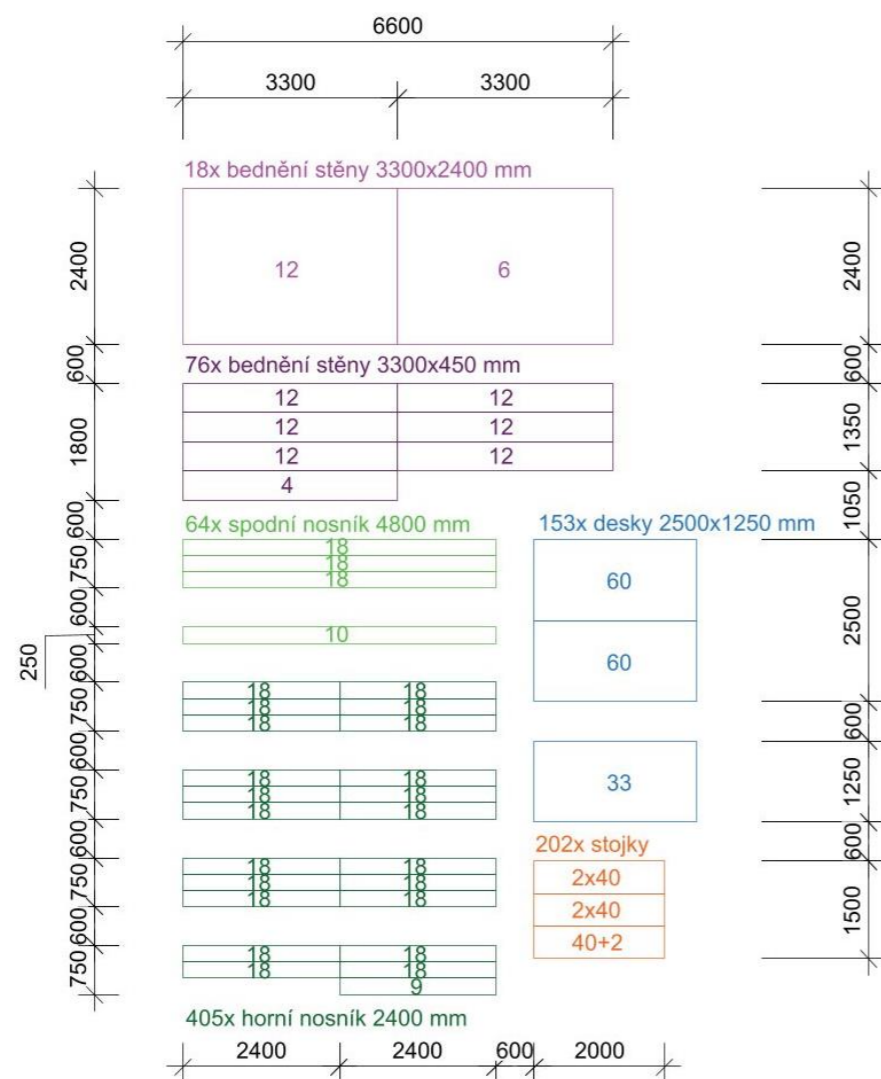 6600
3300 3300
18x bednění stěny 3300x2400 mm
2400 12 6 2400
600 76x bednění stěny 3300x450 mm 600
12 12
12 12
1800 12 12 1350
4
600 64x spodní nosník 4800 mm 153x desky 2500x1250 mm 1050
18
750 18 60
18
600 2500
250 10
600 60
18 18
750 18 18
18 18
600 600
18 18
750 18 18 33 1250
18 18
600 202x stojky 600
18 18 2x40
750 18 18 2x40 1500
18 18 40+2
600
18 18
750 18 18
9
405x horní nosník 2400 mm
2400 2400 600 2000